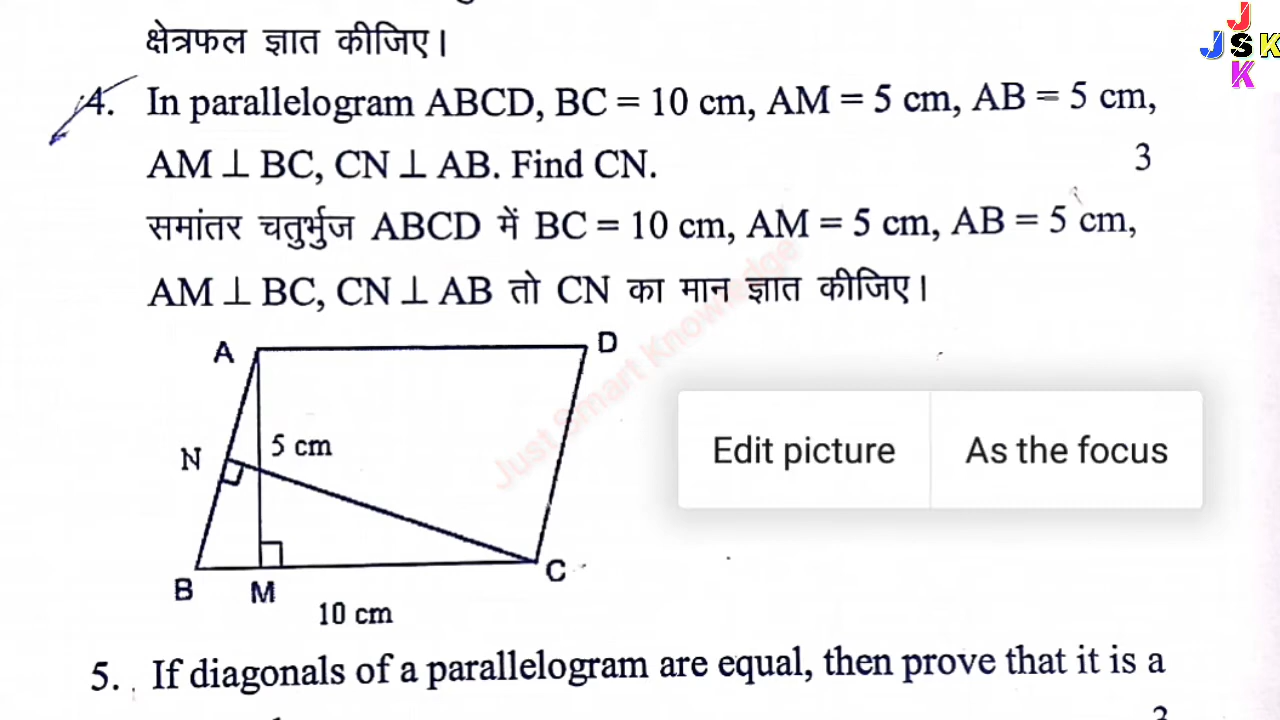 क्षेत्रफल ज्ञात कीजिए।
J
JSK
K
4. In parallelogram ABCD, BC = 10 cm, AM = 5 cm, AB = 5 cm,
AM ⊥ BC, CN ⊥ AB. Find CN. 3
समांतर चतुर्भुज ABCD में BC = 10 cm, AM = 5 cm, AB = 5 cm,
AM ⊥ BC, CN ⊥ AB तो CN का मान ज्ञात कीजिए।
A D
N 5 cm
B M C
10 cm
Just Smart Knowledge
Edit picture As the focus
5. If diagonals of a parallelogram are equal, then prove that it is a